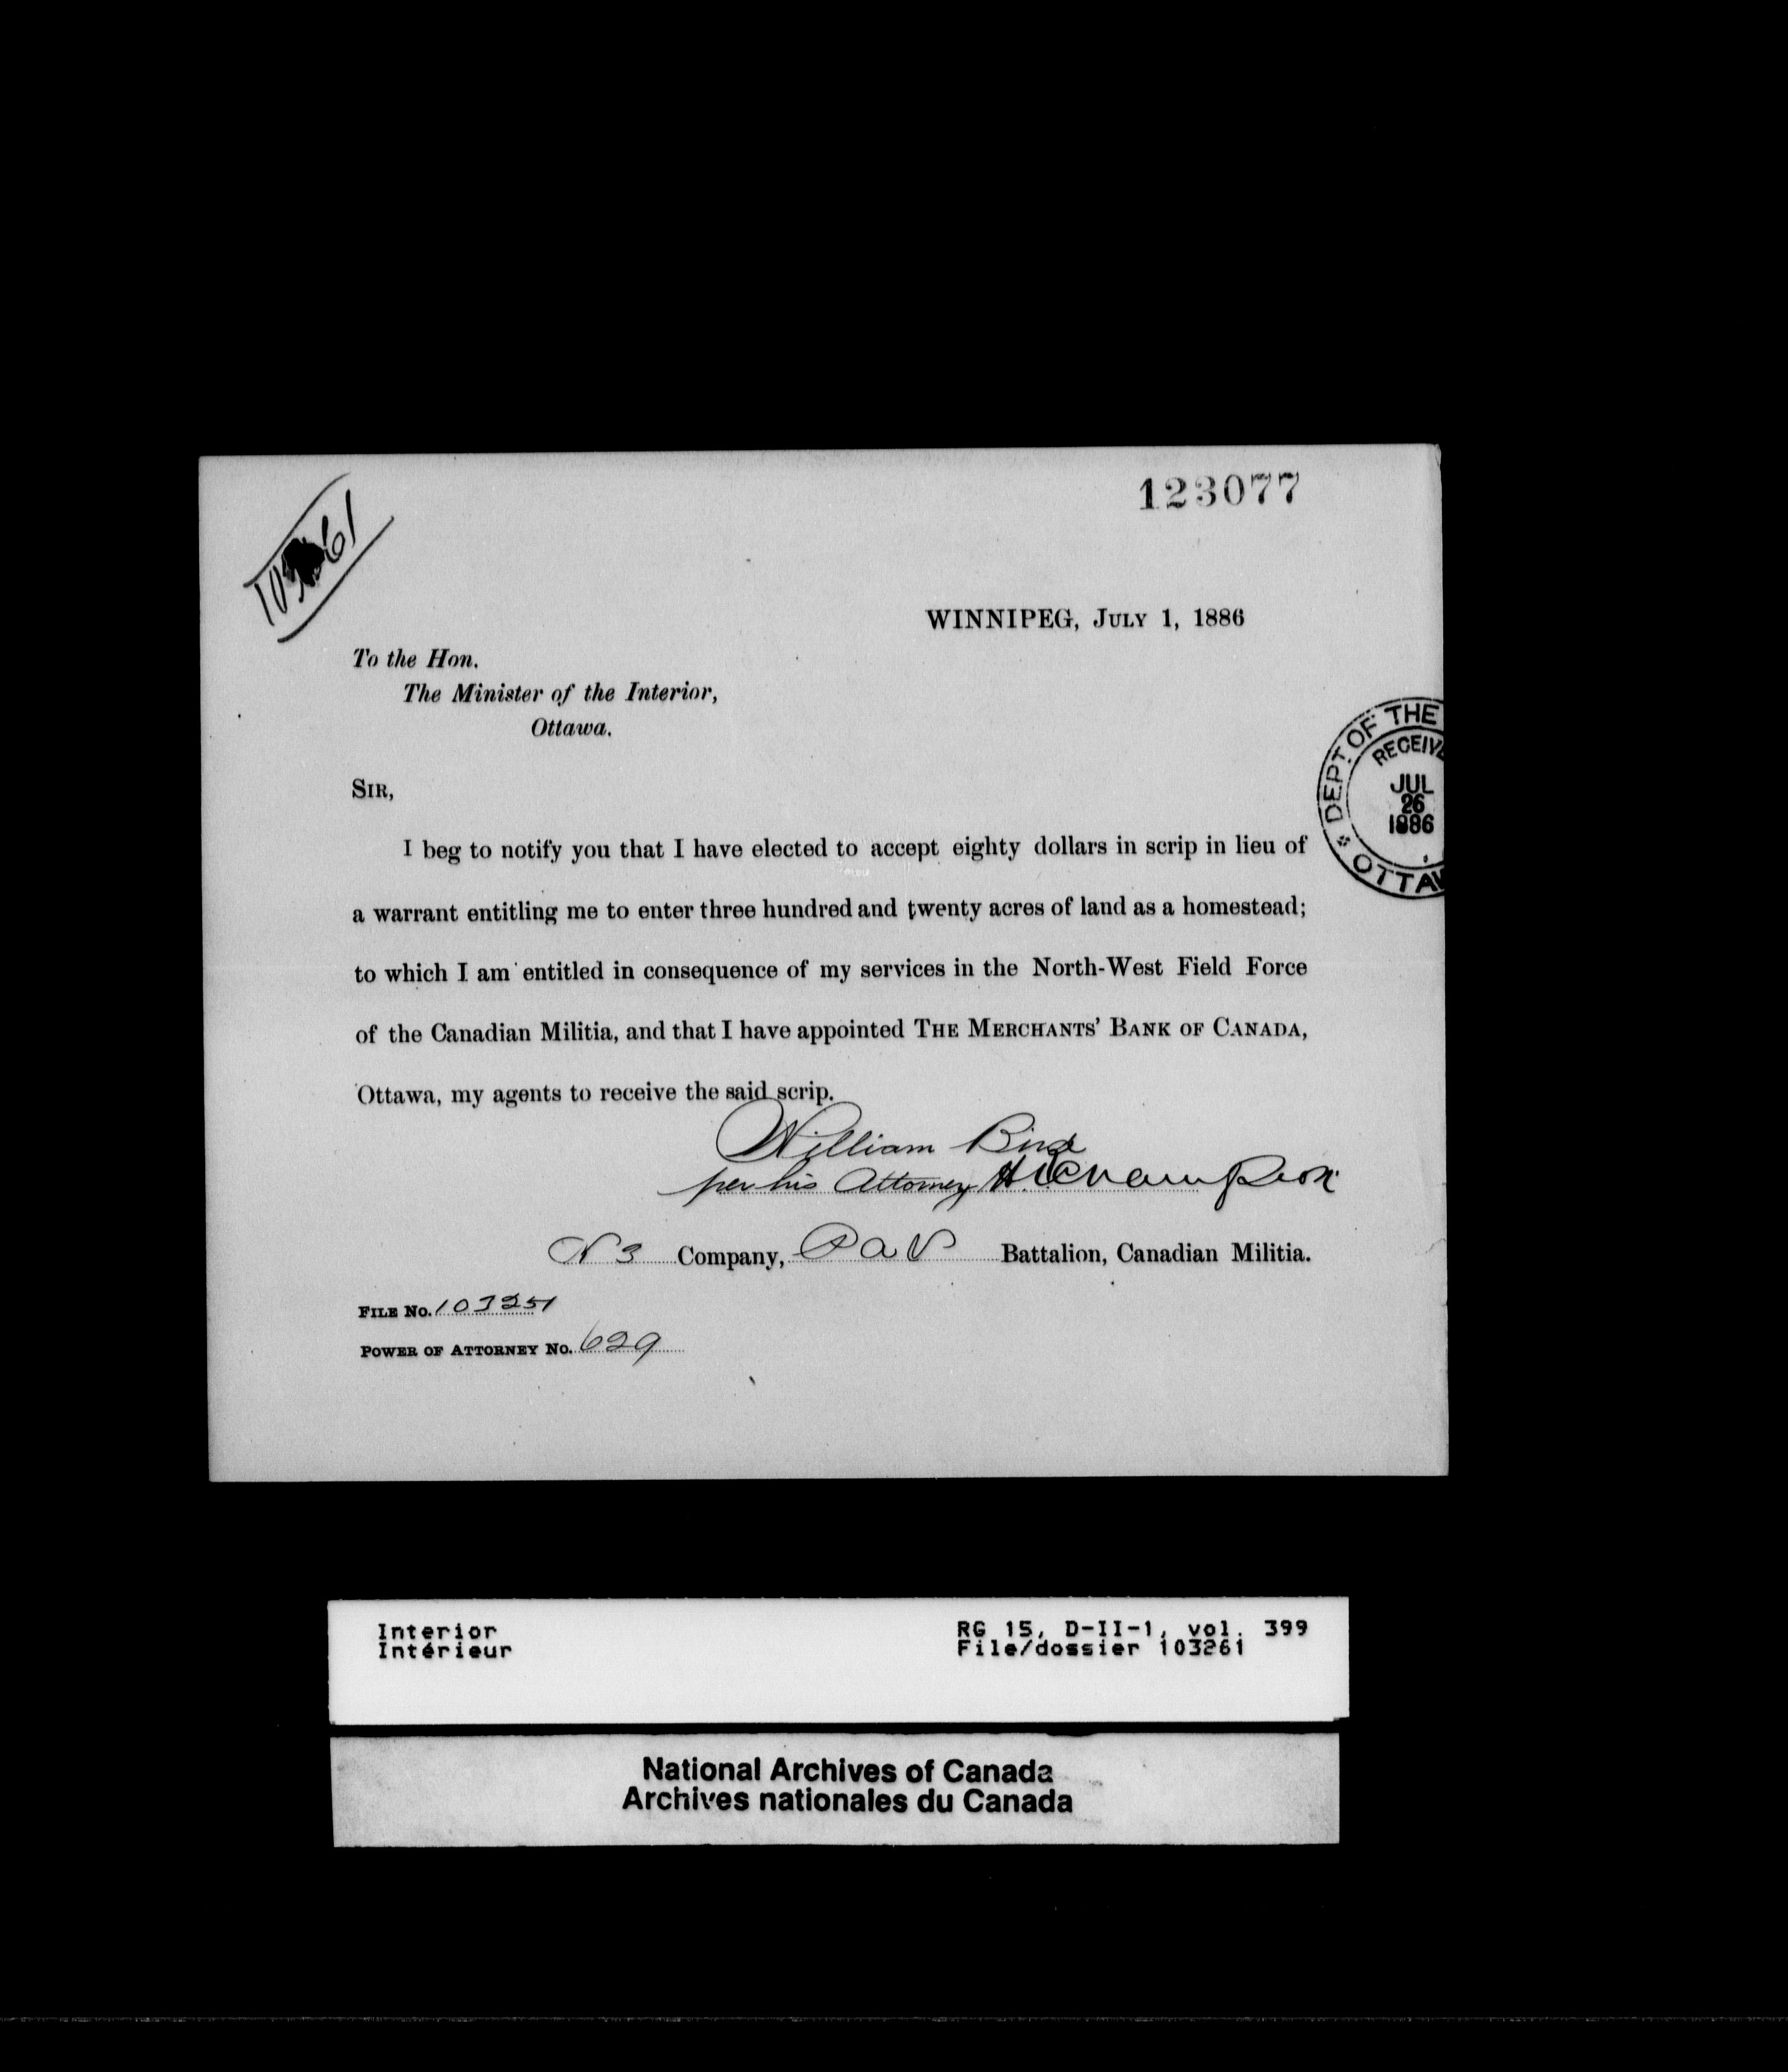 123077
WINNIPEG, JULY 1, 1886
To the Hon.
The Minister of the Interior,
Ottawa.
DEPT. OF THE
RECEIVE
JUL
26
1886
OTTAW
SIR,
I beg to notify you that I have elected to accept eighty dollars in scrip in lieu of
a warrant entitling me to enter three hundred and twenty acres of land as a homestead;
to which I am entitled in consequence of my services in the North-West Field Force
of the Canadian Militia, and that I have appointed THE MERCHANTS' BANK OF CANADA,
Ottawa, my agents to receive the said scrip.
William Bird
per his Attorney H. Champion
No 3 Company, P a V Battalion, Canadian Militia.
FILE No. 103251
POWER OF ATTORNEY No. 629
Interior
Intérieur
RG 15, D-II-1, vol. 399
File/dossier 103261
National Archives of Canada
Archives nationales du Canada